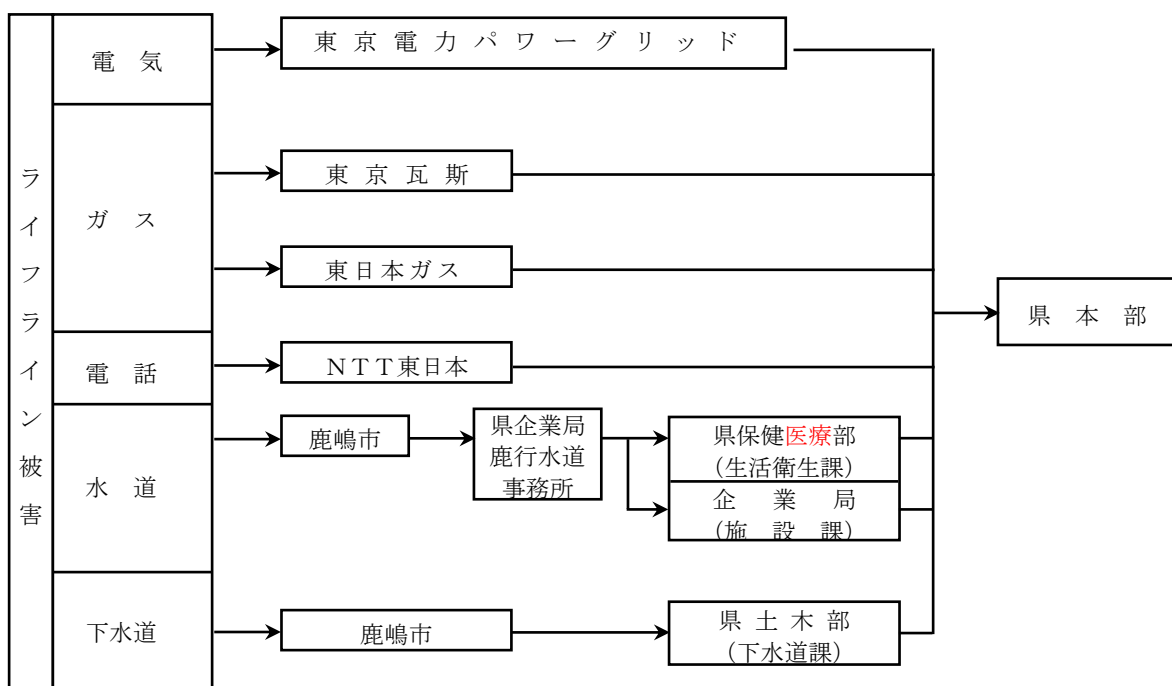 ライフライン被害
電気
東京電力パワーグリッド
ガス
東京瓦斯
東日本ガス
電話
NTT東日本
水道
鹿嶋市
県企業局
鹿行水道
事務所
県保健医療部
(生活衛生課)
企業局
(施設課)
下水道
鹿嶋市
県土木部
(下水道課)
県本部